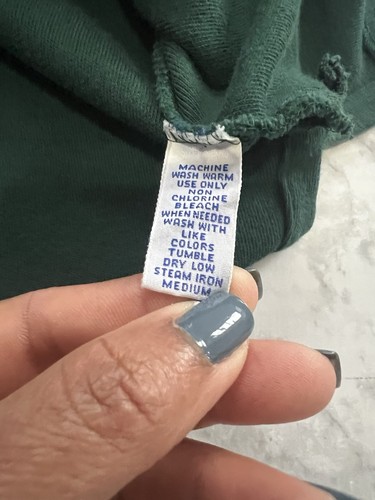 MACHINE
WASH WARM
USE ONLY
NON
CHLORINE
BLEACH
WHEN NEEDED
WASH WITH
LIKE
COLORS
TUMBLE
DRY LOW
STEAM IRON
MEDIUM